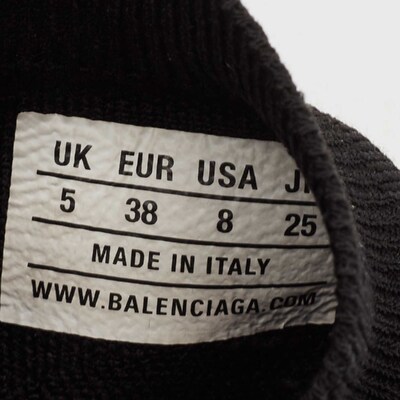 UK EUR USA
5 38 8 25
MADE IN ITALY
WWW.BALENCIAGA.COM